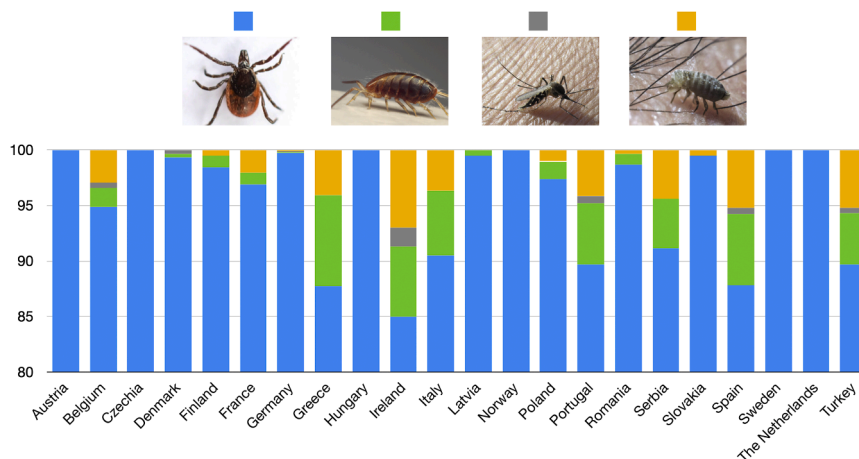 100
95
90
85
80
Austria
Belgium
Czechia
Denmark
Finland
France
Germany
Greece
Hungary
Ireland
Italy
Latvia
Norway
Poland
Portugal
Romania
Serbia
Slovakia
Spain
Sweden
The Netherlands
Turkey